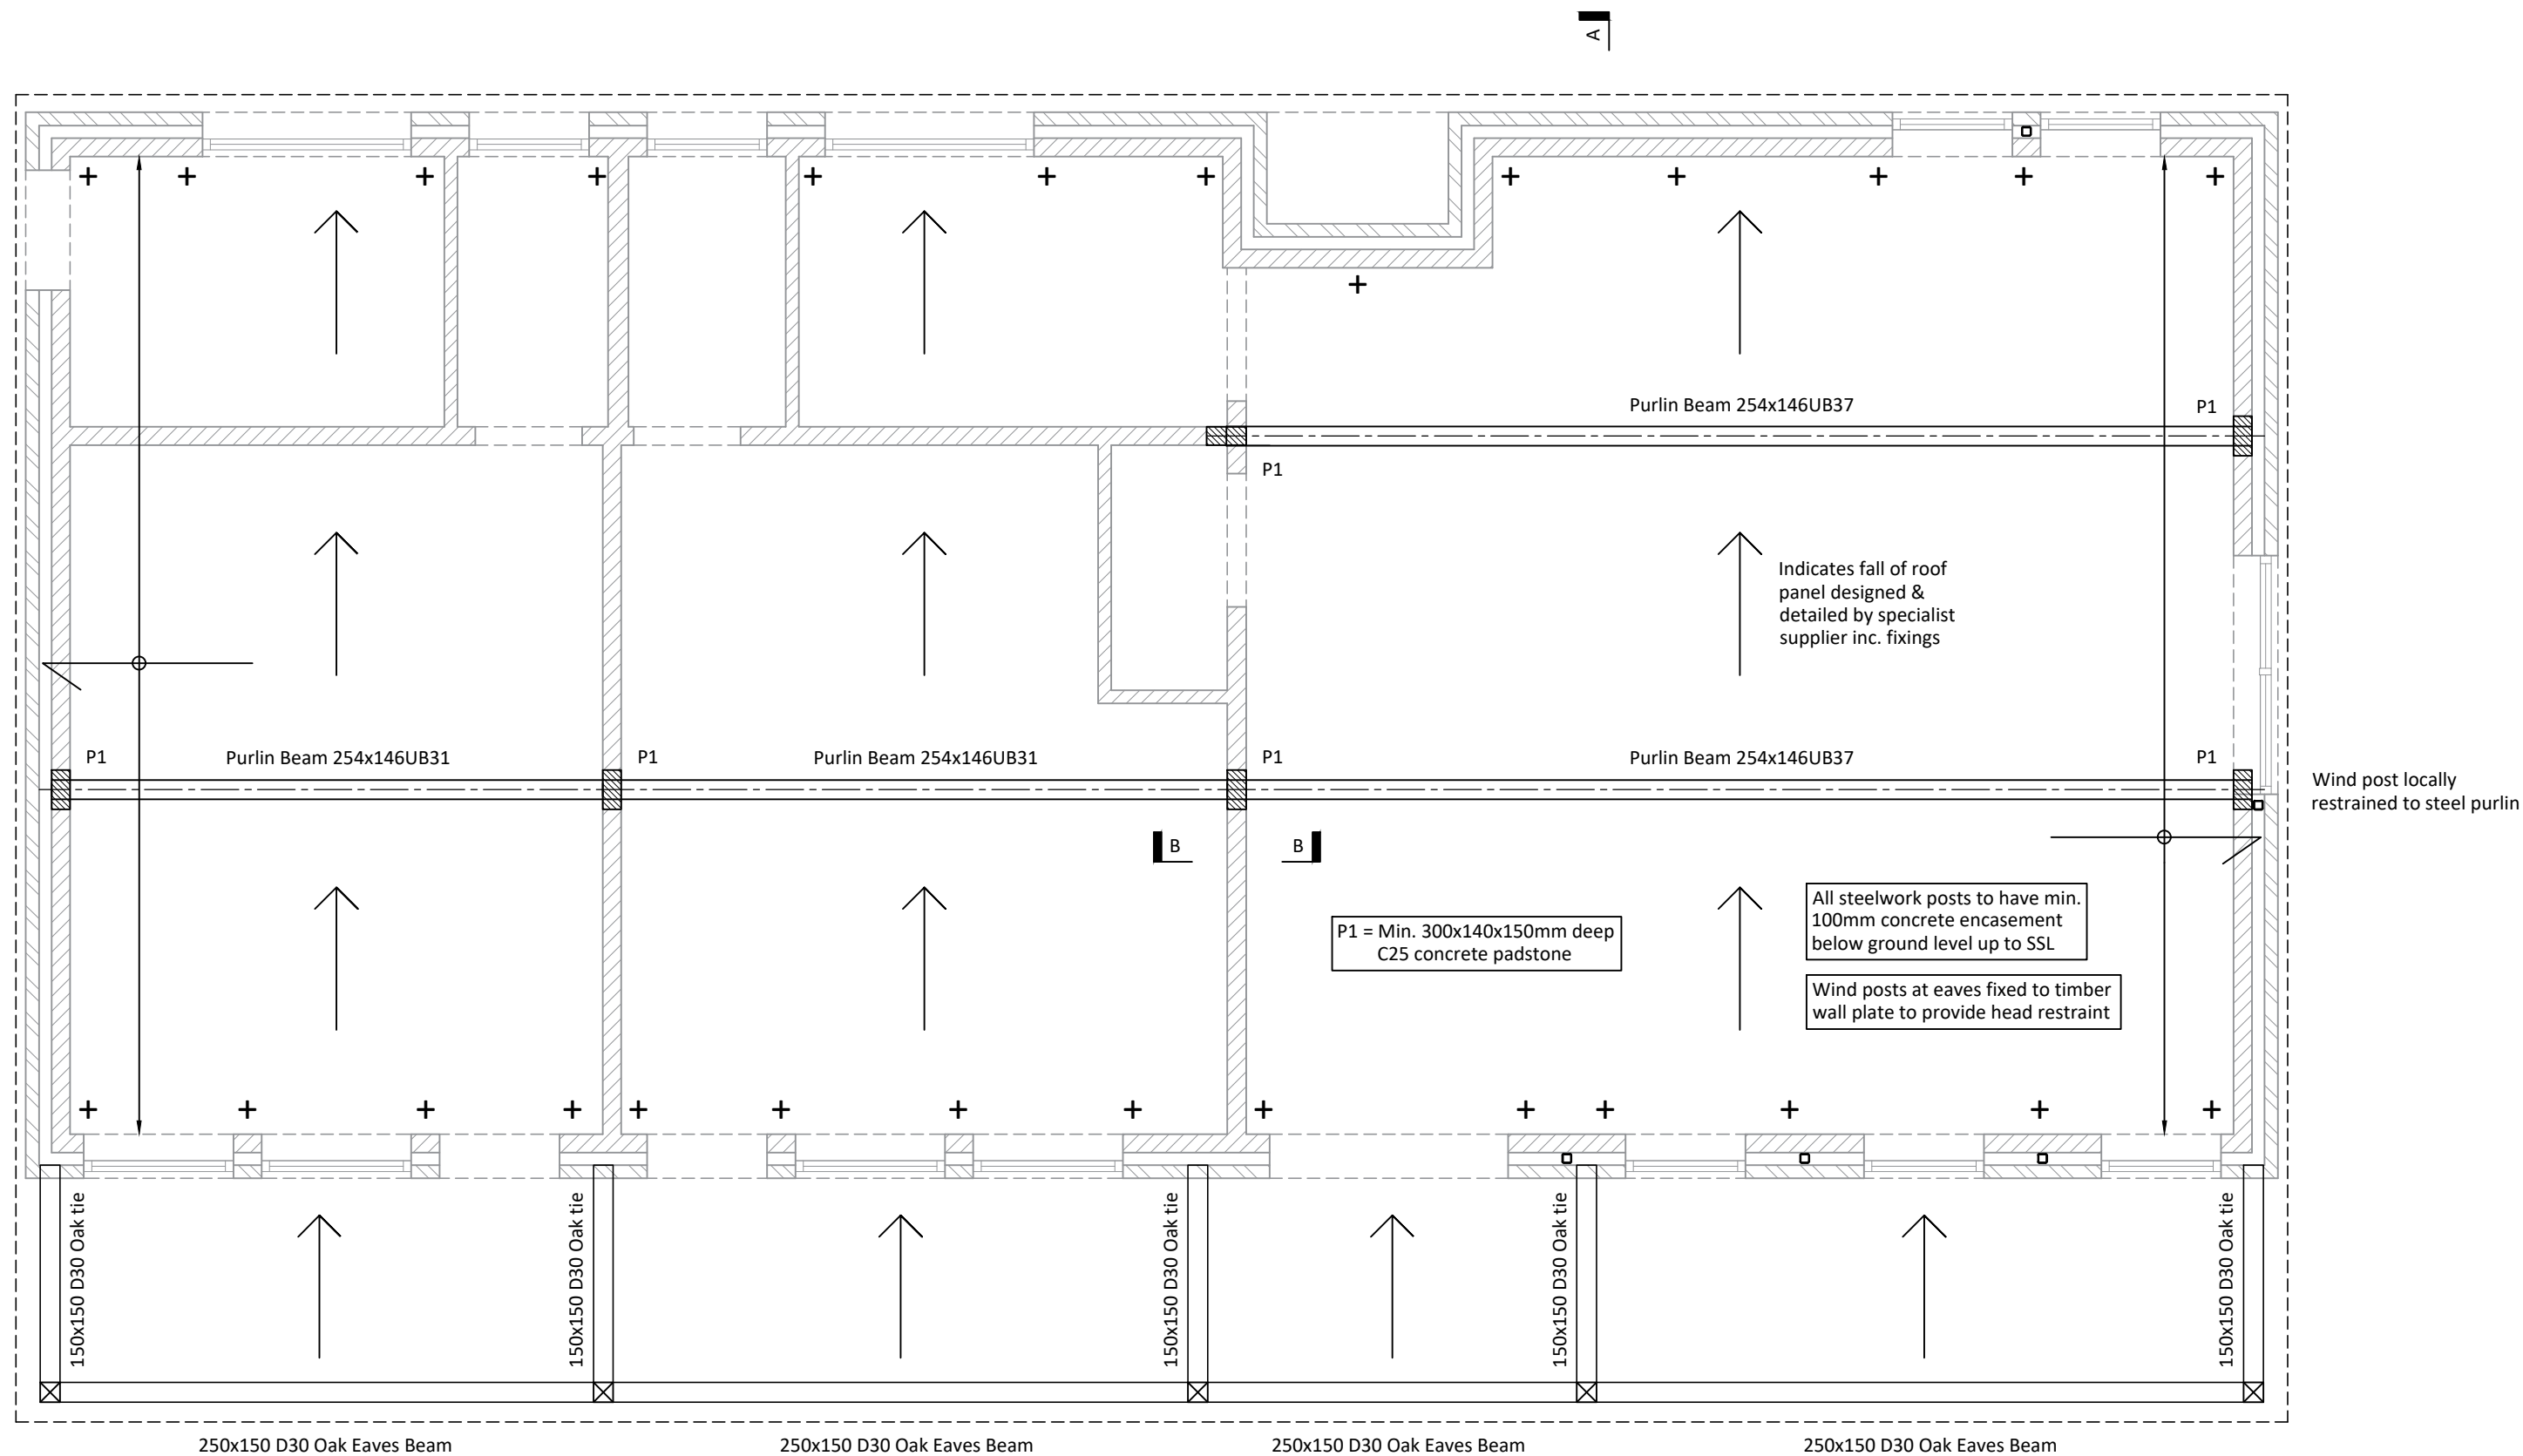 A
Purlin Beam 254x146UB37
P1
P1
Indicates fall of roof
panel designed &
detailed by specialist
supplier inc. fixings
P1
Purlin Beam 254x146UB31
P1
Purlin Beam 254x146UB31
P1
Purlin Beam 254x146UB37
P1
Wind post locally
restrained to steel purlin
B
B
All steelwork posts to have min.
100mm concrete encasement
below ground level up to SSL
P1 = Min. 300x140x150mm deep
C25 concrete padstone
Wind posts at eaves fixed to timber
wall plate to provide head restraint
150x150 D30 Oak tie
150x150 D30 Oak tie
150x150 D30 Oak tie
150x150 D30 Oak tie
150x150 D30 Oak tie
250x150 D30 Oak Eaves Beam
250x150 D30 Oak Eaves Beam
250x150 D30 Oak Eaves Beam
250x150 D30 Oak Eaves Beam